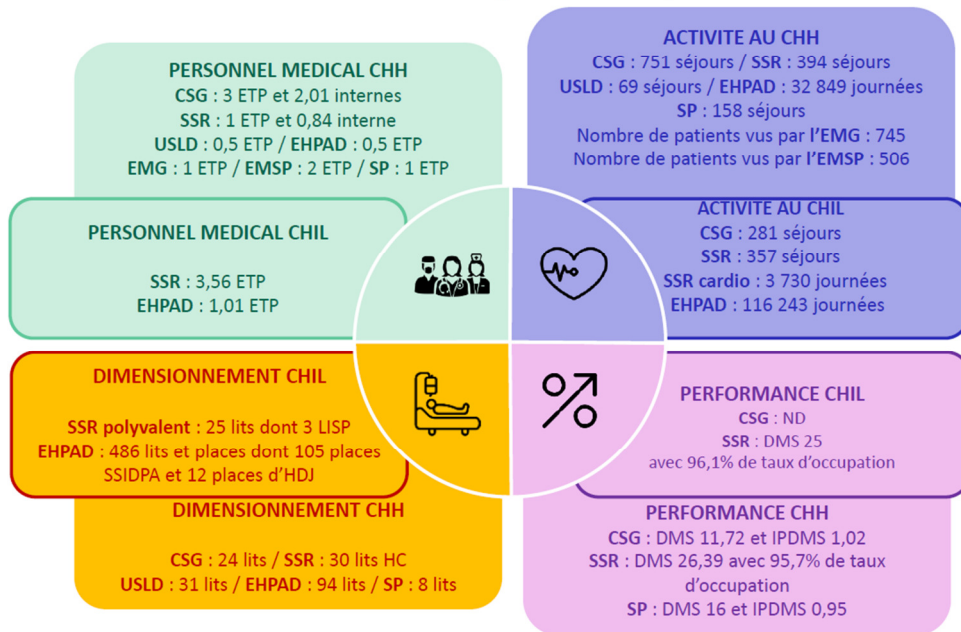 PERSONNEL MEDICAL CHH
CSG : 3 ETP et 2,01 internes
SSR : 1 ETP et 0,84 interne
USLD : 0,5 ETP / EHPAD : 0,5 ETP
EMG : 1 ETP / EMSP : 2 ETP / SP : 1 ETP
PERSONNEL MEDICAL CHIL
SSR : 3,56 ETP
EHPAD : 1,01 ETP
ACTIVITE AU CHH
CSG : 751 séjours / SSR : 394 séjours
USLD : 69 séjours / EHPAD : 32 849 journées
SP : 158 séjours
Nombre de patients vus par l'EMG : 745
Nombre de patients vus par l'EMSP : 506
ACTIVITE AU CHIL
CSG : 281 séjours
SSR : 357 séjours
SSR cardio : 3 730 journées
EHPAD : 116 243 journées
DIMENSIONNEMENT CHIL
SSR polyvalent : 25 lits dont 3 LISP
EHPAD : 486 lits et places dont 105 places
SSIDPA et 12 places d'HDJ
DIMENSIONNEMENT CHH
CSG : 24 lits / SSR : 30 lits HC
USLD : 31 lits / EHPAD : 94 lits / SP : 8 lits
PERFORMANCE CHIL
CSG : ND
SSR : DMS 25
avec 96,1% de taux d'occupation
PERFORMANCE CHH
CSG : DMS 11,72 et IPDMS 1,02
SSR : DMS 26,39 avec 95,7% de taux
d'occupation
SP : DMS 16 et IPDMS 0,95